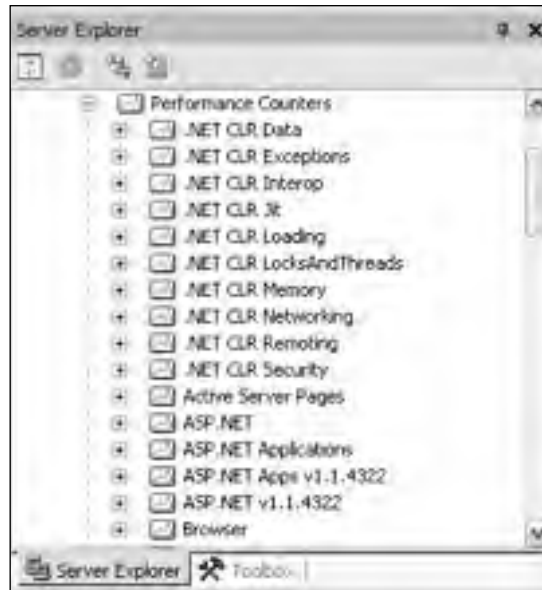 Server Explorer
Performance Counters
.NET CLR Data
.NET CLR Exceptions
.NET CLR Interop
.NET CLR Jit
.NET CLR Loading
.NET CLR LocksAndThreads
.NET CLR Memory
.NET CLR Networking
.NET CLR Remoting
.NET CLR Security
Active Server Pages
ASP.NET
ASP.NET Applications
ASP.NET Apps v1.1.4322
ASP.NET v1.1.4322
Browser
Server Explorer Toolbox